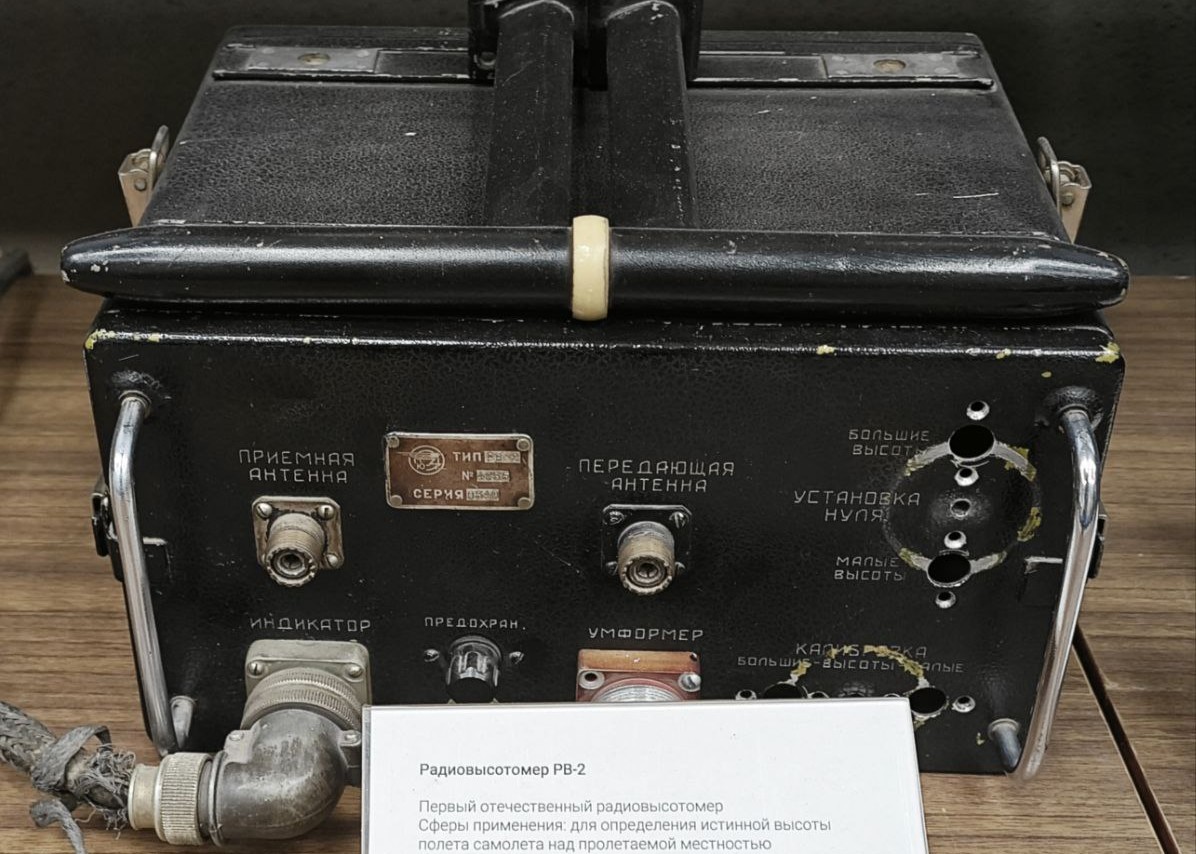 ПРИЕМНАЯ
АНТЕННА
ТИП
№
СЕРИЯ
ПЕРЕДАЮЩАЯ
АНТЕННА
БОЛЬШИЕ
ВЫСОТЫ
УСТАНОВКА
НУЛЯ
МАЛЫЕ
ВЫСОТЫ
ИНДИКАТОР
ПРЕДОХРАН.
УМФОРМЕР
КАЛИБРОВКА
БОЛЬШИЕ-ВЫСОТЫ-МАЛЫЕ
Радиовысотомер РВ-2
Первый отечественный радиовысотомер
Сферы применения: для определения истинной высоты
полета самолета над пролетаемой местностью